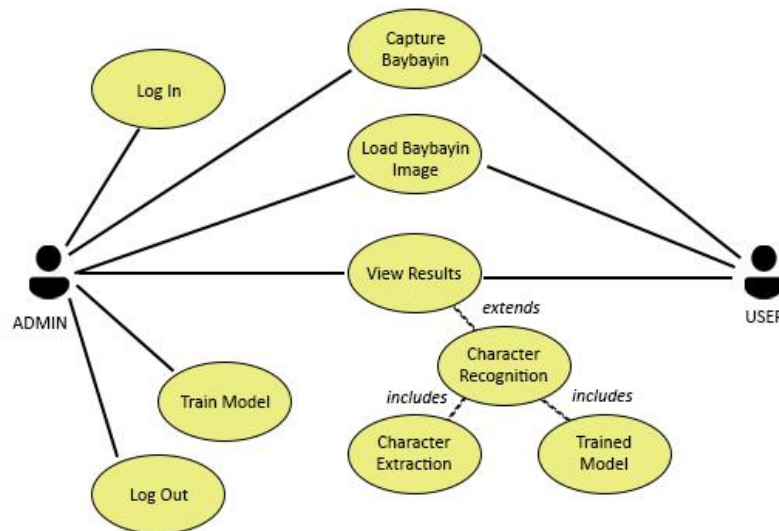 Capture
Baybayin
Log In
Load Baybayin
Image
View Results
extends
ADMIN
USER
Character
Recognition
Train Model
includes
includes
Character
Extraction
Trained
Model
Log Out